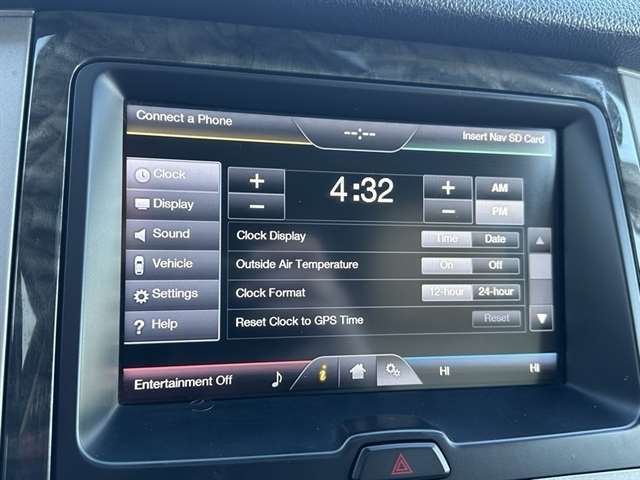 Connect a Phone
--:--
Insert Nav SD Card
Clock
+ 4:32 + AM
− − PM
Display
Clock Display Time Date
Sound
Outside Air Temperature On Off
Vehicle
Clock Format 12-hour 24-hour
Settings
Reset Clock to GPS Time Reset
? Help
Entertainment Off i HI HI